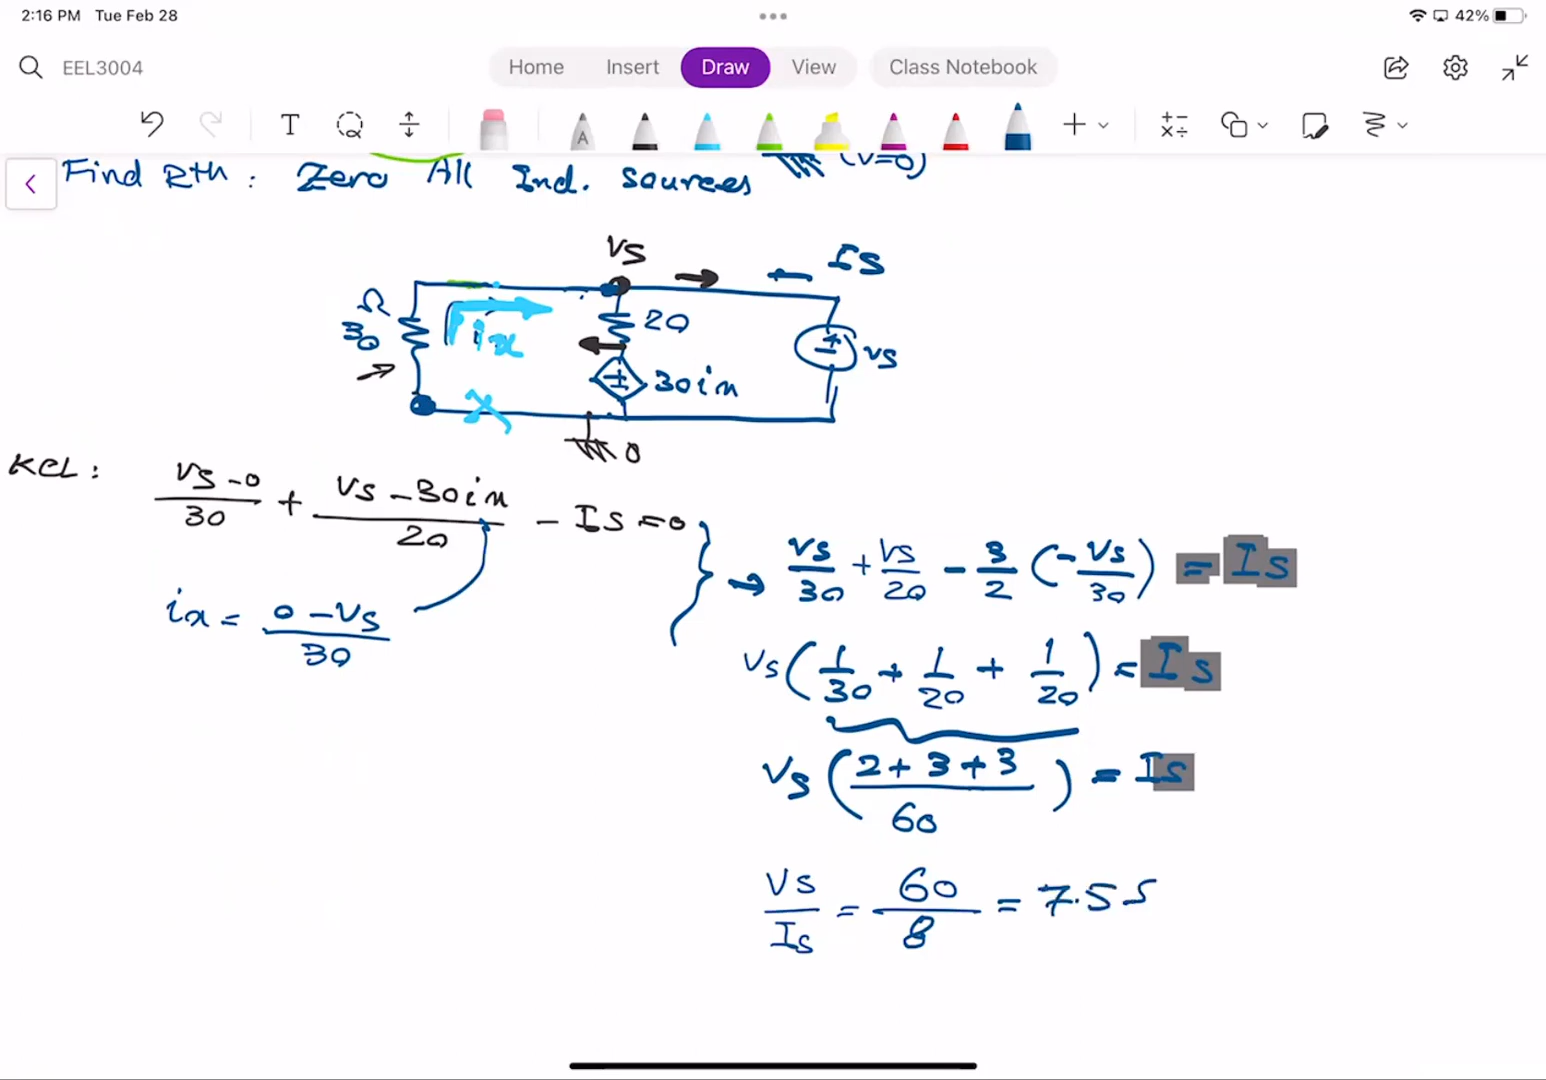 2:16 PM Tue Feb 28
42%
EEL3004
Home Insert Draw View Class Notebook
T A
Find Rth : Zero All Ind. Sources (V=0)
Vs
Is
Ω
30
ix
20
30ix
Vs
x
0
KCL : (Vs-0)/30 + (Vs-30ix)/20 - Is = 0
→ Vs/30 + Vs/20 - 3/2 (-Vs/30) = Is
ix = (0-Vs)/30
Vs (1/30 + 1/20 + 1/20) = Is
Vs ((2+3+3)/60) = Is
Vs/Is = 60/8 = 7.5